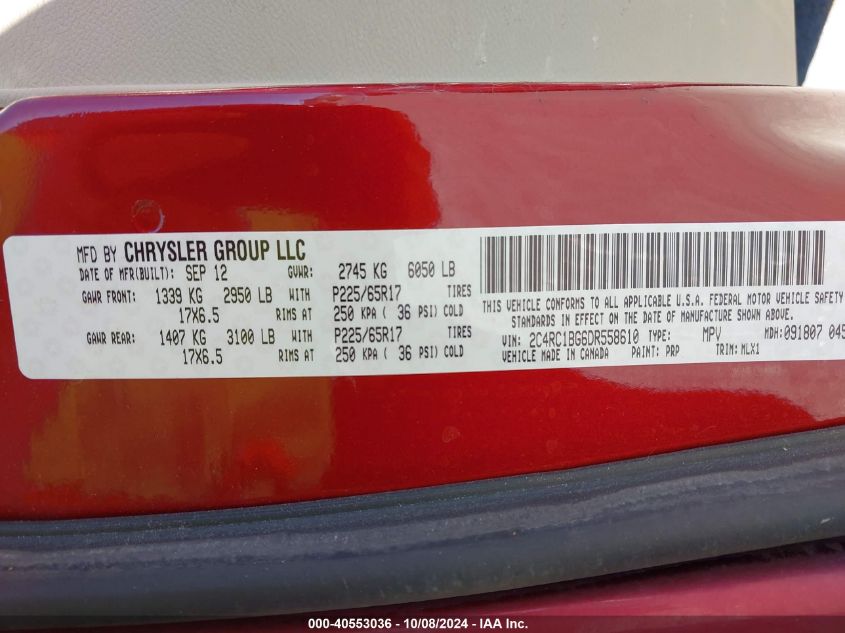 MFD BY CHRYSLER GROUP LLC
DATE OF MFR(BUILT): SEP 12 GVWR: 2745 KG 6050 LB
GAWR FRONT: 1339 KG 2950 LB WITH P225/65R17 TIRES
17X6.5 RIMS AT 250 KPA ( 36 PSI) COLD
GAWR REAR: 1407 KG 3100 LB WITH P225/65R17 TIRES
17X6.5 RIMS AT 250 KPA ( 36 PSI) COLD
THIS VEHICLE CONFORMS TO ALL APPLICABLE U.S.A. FEDERAL MOTOR VEHICLE SAFETY
STANDARDS IN EFFECT ON THE DATE OF MANUFACTURE SHOWN ABOVE.
VIN: 2C4RC1BG6DR558610 TYPE: MPV MDH: 091807 045
VEHICLE MADE IN CANADA PAINT: PRP TRIM: MLX1
000-40553036 - 10/08/2024 - IAA Inc.